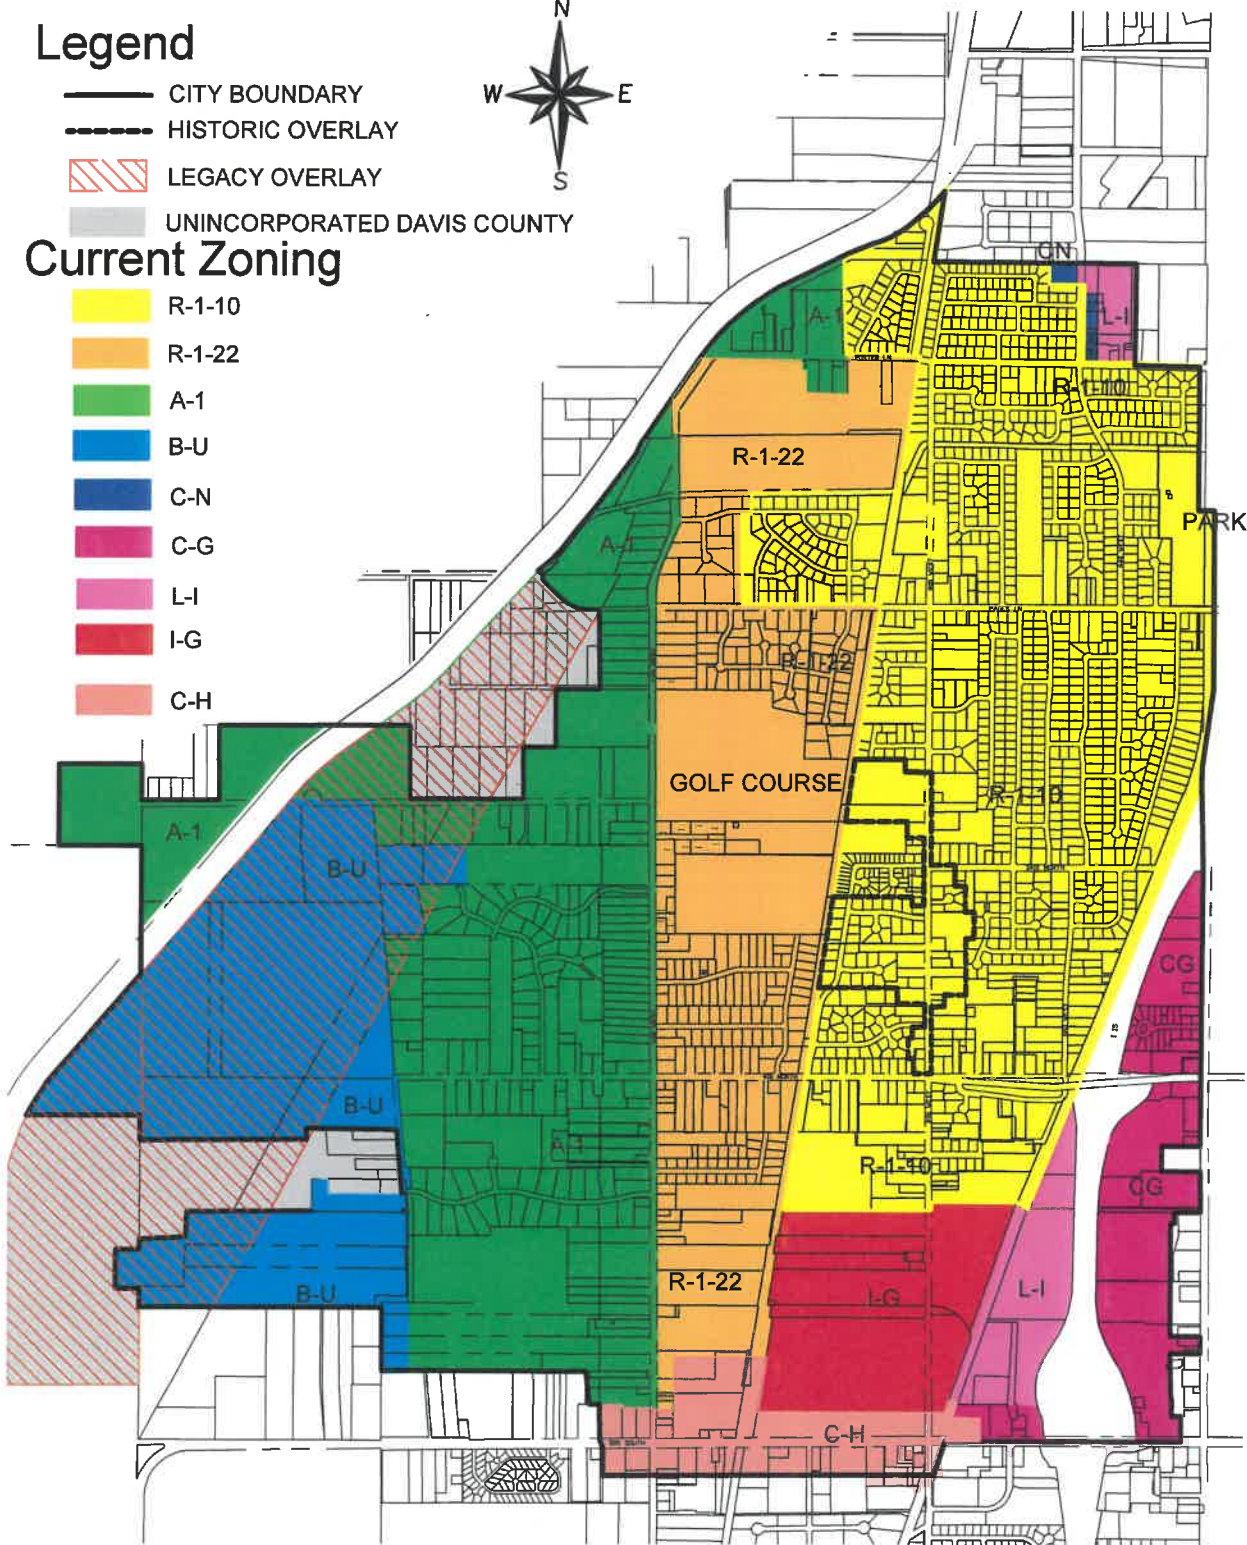 N
W E
S
Legend
CITY BOUNDARY
HISTORIC OVERLAY
LEGACY OVERLAY
UNINCORPORATED DAVIS COUNTY
Current Zoning
R-1-10
R-1-22
A-1
B-U
C-N
C-G
L-I
I-G
C-H
CN
A-1
L-I
R-1-10
R-1-22
PARK
A-1
R-1-22
GOLF COURSE
R-1-10
A-1
B-U
CG
I 15
B-U
A-1
R-1-10
CG
R-1-22
L-I
B-U
I-G
C-H